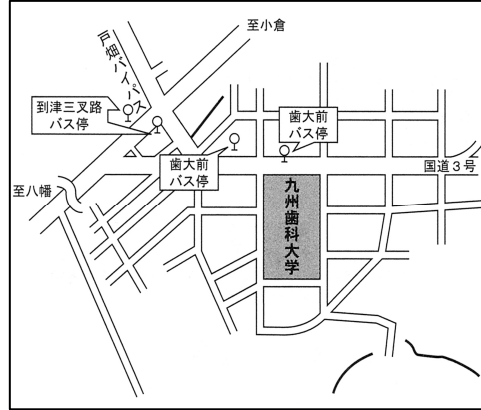 至小倉
戸畑バイパス
到津三叉路
バス停
歯大前
バス停
歯大前
バス停
国道3号
至八幡
九州歯科大学